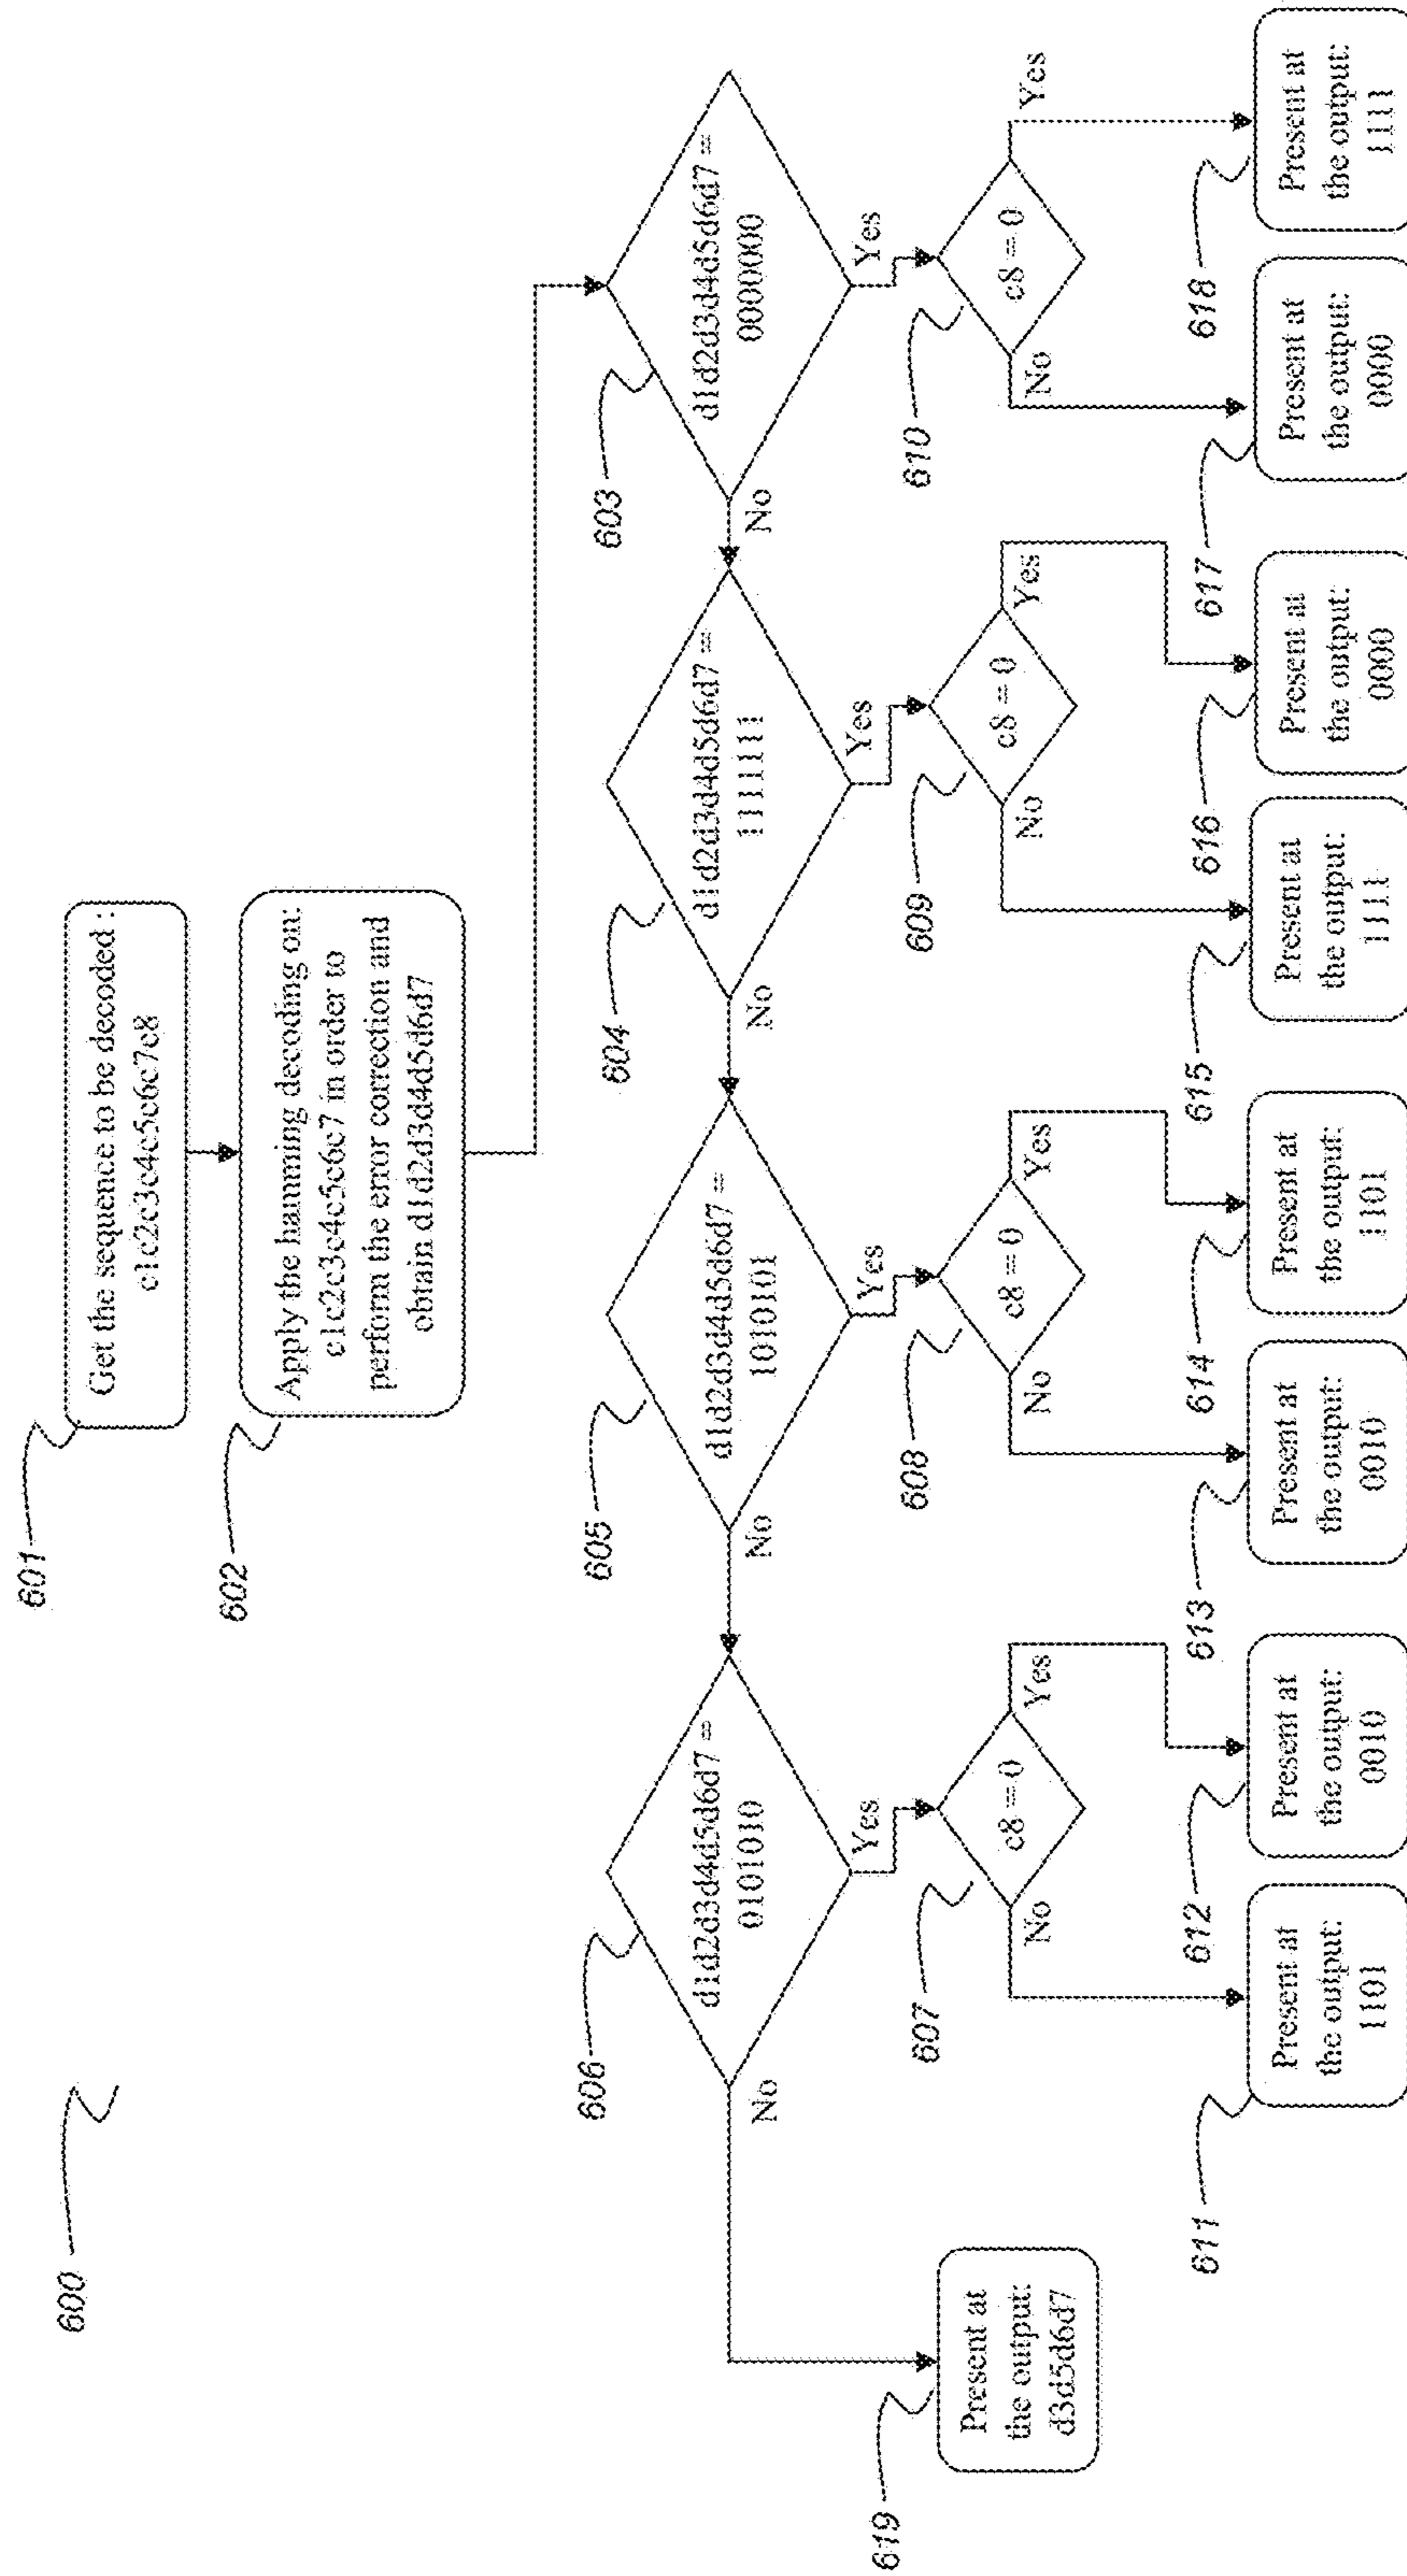 600
601
Get the sequence to be decoded :
c1c2c3c4c5c6c7c8
602
Apply the hamming decoding on:
c1c2c3c4c5c6c7 in order to
perform the error correction and
obtain d1d2d3d4d5d6d7
606
d1d2d3d4d5d6d7 =
0101010
605
d1d2d3d4d5d6d7 =
1010101
604
d1d2d3d4d5d6d7 =
1111111
603
d1d2d3d4d5d6d7 =
0000000
No
No
No
No
Yes
Yes
Yes
Yes
619
Present at
the output:
d3d5d6d7
607
c8 = 0
No
Yes
608
c8 = 0
No
Yes
609
c8 = 0
No
Yes
610
c8 = 0
No
Yes
611
Present at
the output:
1101
612
Present at
the output:
0010
613
Present at
the output:
0010
614
Present at
the output:
1101
615
Present at
the output:
1111
616
Present at
the output:
0000
617
Present at
the output:
0000
618
Present at
the output:
1111